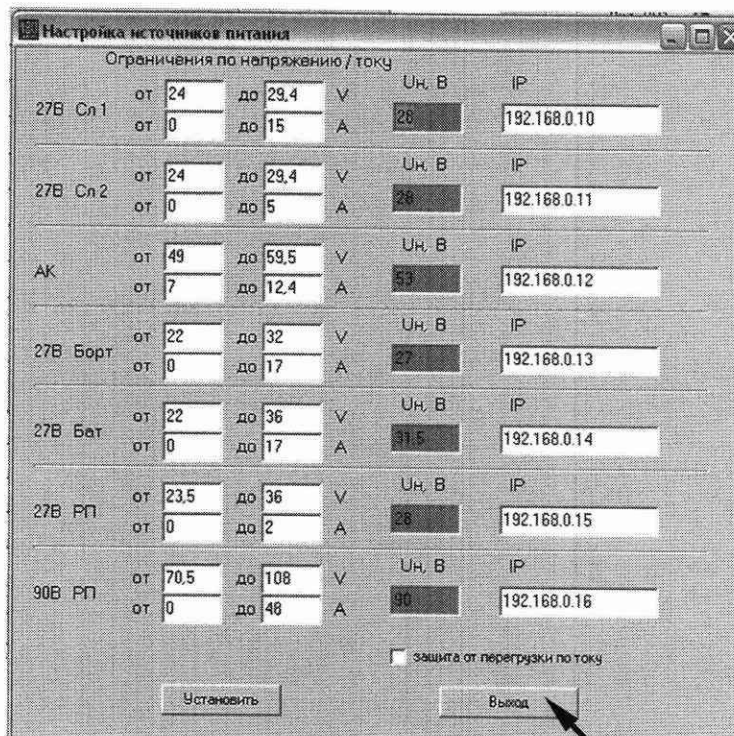 Настройка источников питания
Ограничения по напряжению / току
27В Сл 1 от 24 до 29,4 V Uн, В IP
от 0 до 15 A 28 192.168.0.10
27В Сл 2 от 24 до 29,4 V Uн, В IP
от 0 до 5 A 28 192.168.0.11
АК от 49 до 59,5 V Uн, В IP
от 7 до 12,4 A 53 192.168.0.12
27В Борт от 22 до 32 V Uн, В IP
от 0 до 17 A 27 192.168.0.13
27В Бат от 22 до 36 V Uн, В IP
от 0 до 17 A 31,5 192.168.0.14
27В РП от 23,5 до 36 V Uн, В IP
от 0 до 2 A 28 192.168.0.15
90В РП от 70,5 до 108 V Uн, В IP
от 0 до 48 A 90 192.168.0.16
защита от перегрузки по току
Установить Выход